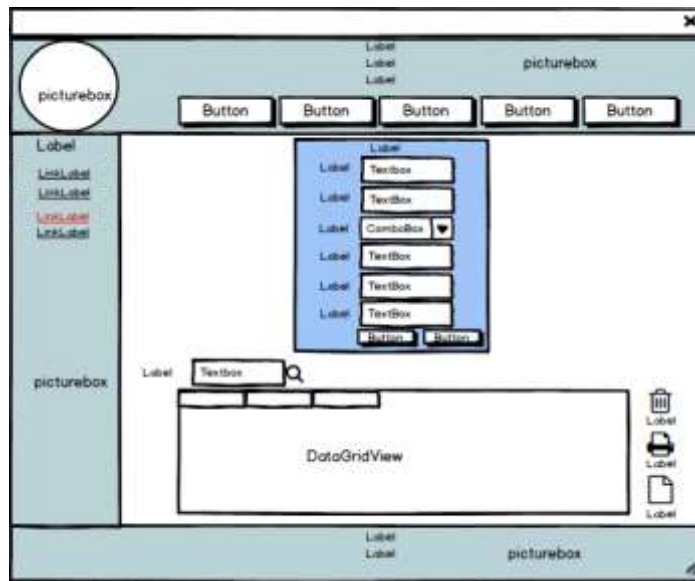 Label
Label
picturebox
Label
picturebox
Button Button Button Button Button
Label
LinkLabel
LinkLabel
LinkLabel
LinkLabel
picturebox
Label
Label Textbox
Label TextBox
Label ComboBox
Label TextBox
Label TextBox
Label TextBox
Button Button
Label Textbox
DataGridView
Label
Label
Label
Label
Label
picturebox